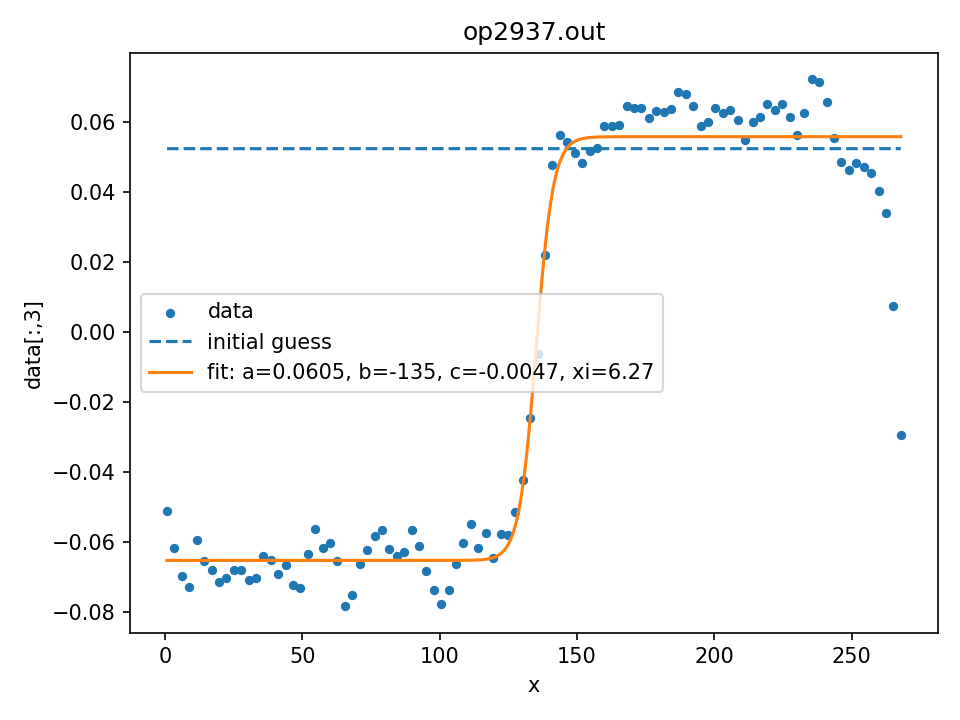 op2937.out
data[:,3]
0.06
0.04
0.02
0.00
−0.02
−0.04
−0.06
−0.08
data
initial guess
fit: a=0.0605, b=-135, c=-0.0047, xi=6.27
0 50 100 150 200 250
x